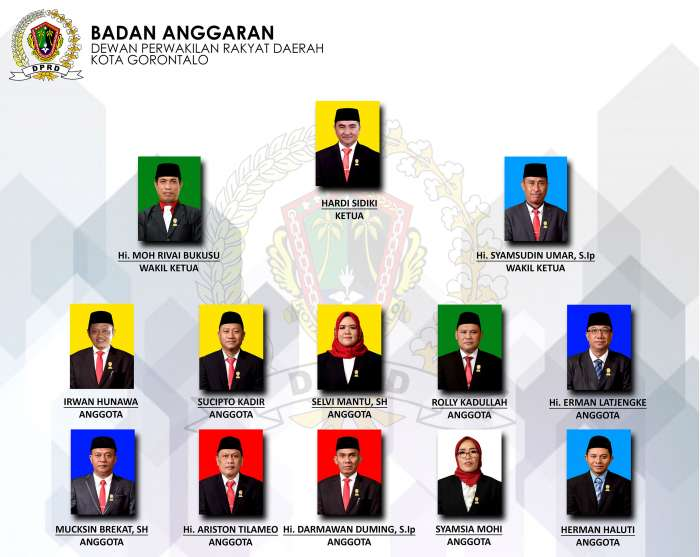 BADAN ANGGARAN
DEWAN PERWAKILAN RAKYAT DAERAH
KOTA GORONTALO
DPRD
HARDI SIDIKI
KETUA
Hi. MOH RIVAI BUKUSU
WAKIL KETUA
Hi. SYAMSUDIN UMAR, S.Ip
WAKIL KETUA
IRWAN HUNAWA
ANGGOTA
SUCIPTO KADIR
ANGGOTA
SELVI MANTU, SH
ANGGOTA
ROLLY KADULLAH
ANGGOTA
Hi. ERMAN LATJENGKE
ANGGOTA
DPRD
MUCKSIN BREKAT, SH
ANGGOTA
Hi. ARISTON TILAMEO
ANGGOTA
Hi. DARMAWAN DUMING, S.Ip
ANGGOTA
SYAMSIA MOHI
ANGGOTA
HERMAN HALUTI
ANGGOTA